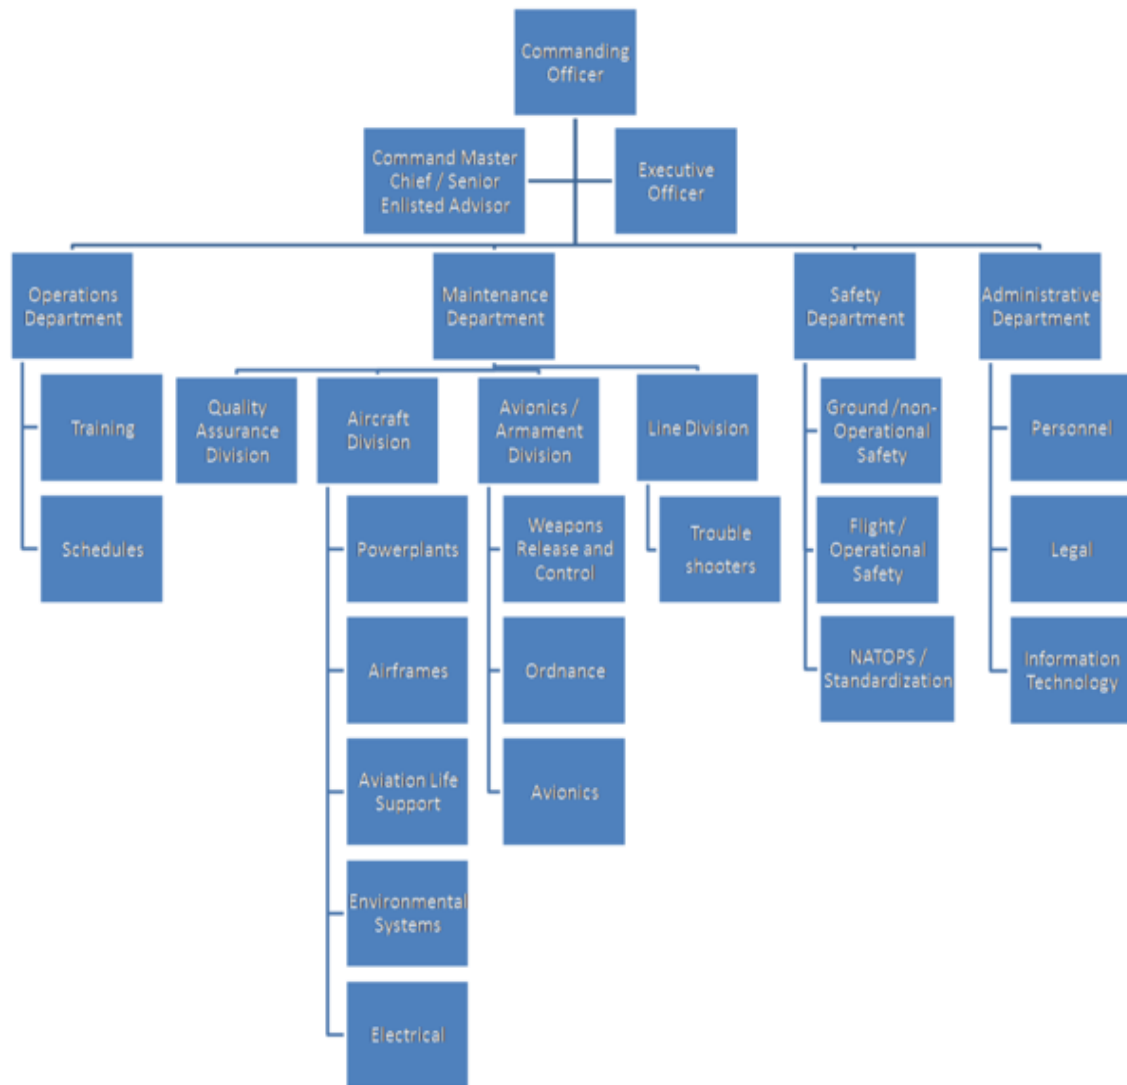 Commanding
Officer
Command Master
Chief / Senior
Enlisted Advisor
Executive
Officer
Operations
Department
Maintenance
Department
Safety
Department
Administrative
Department
Training
Schedules
Quality
Assurance
Division
Aircraft
Division
Powerplants
Airframes
Aviation Life
Support
Environmental
Systems
Electrical
Avionics /
Armament
Division
Weapons
Release and
Control
Ordnance
Avionics
Line Division
Trouble
shooters
Ground /non-
Operational
Safety
Flight /
Operational
Safety
NATOPS /
Standardization
Personnel
Legal
Information
Technology